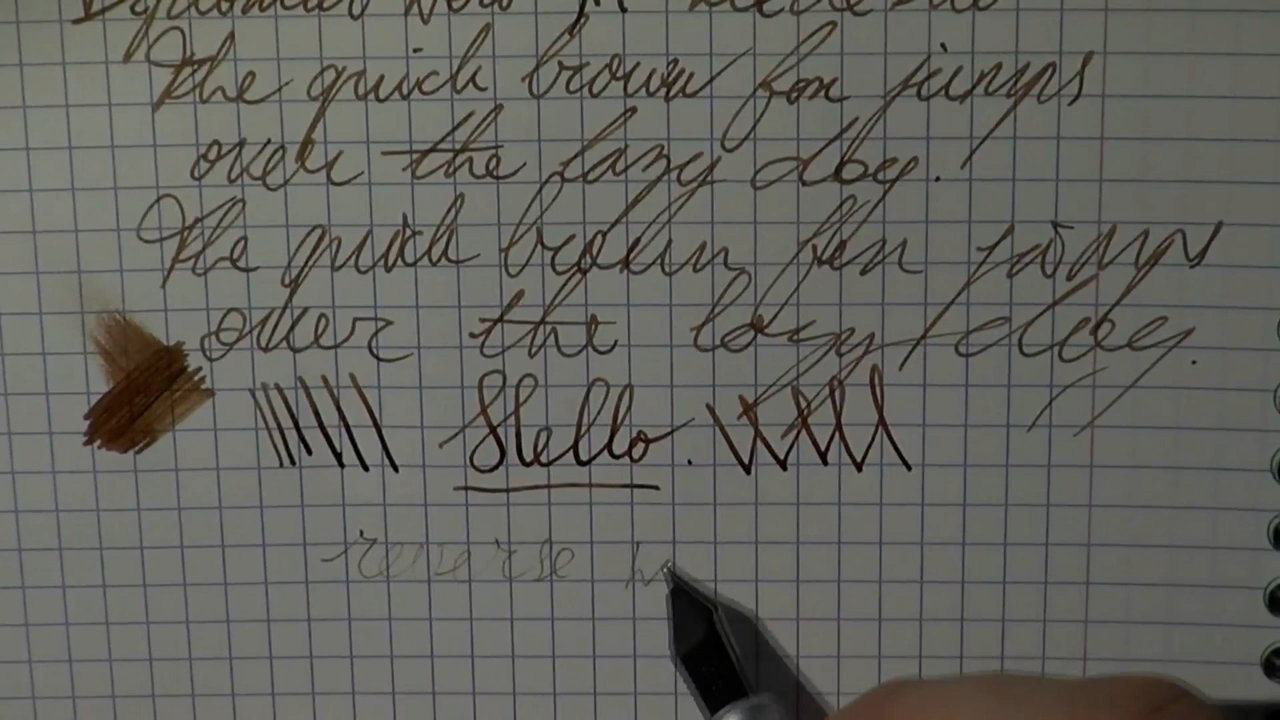 The quick brown fox jumps
over the lazy dog.
The quick brown fox jumps
over the lazy dog.
Hello.
reverse